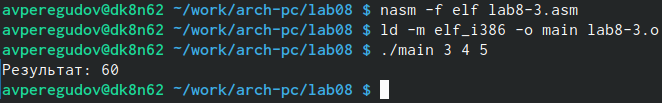 avperegudov@dk8n62 ~/work/arch-pc/lab08 $ nasm -f elf lab8-3.asm
avperegudov@dk8n62 ~/work/arch-pc/lab08 $ ld -m elf_i386 -o main lab8-3.o
avperegudov@dk8n62 ~/work/arch-pc/lab08 $ ./main 3 4 5
Результат: 60
avperegudov@dk8n62 ~/work/arch-pc/lab08 $